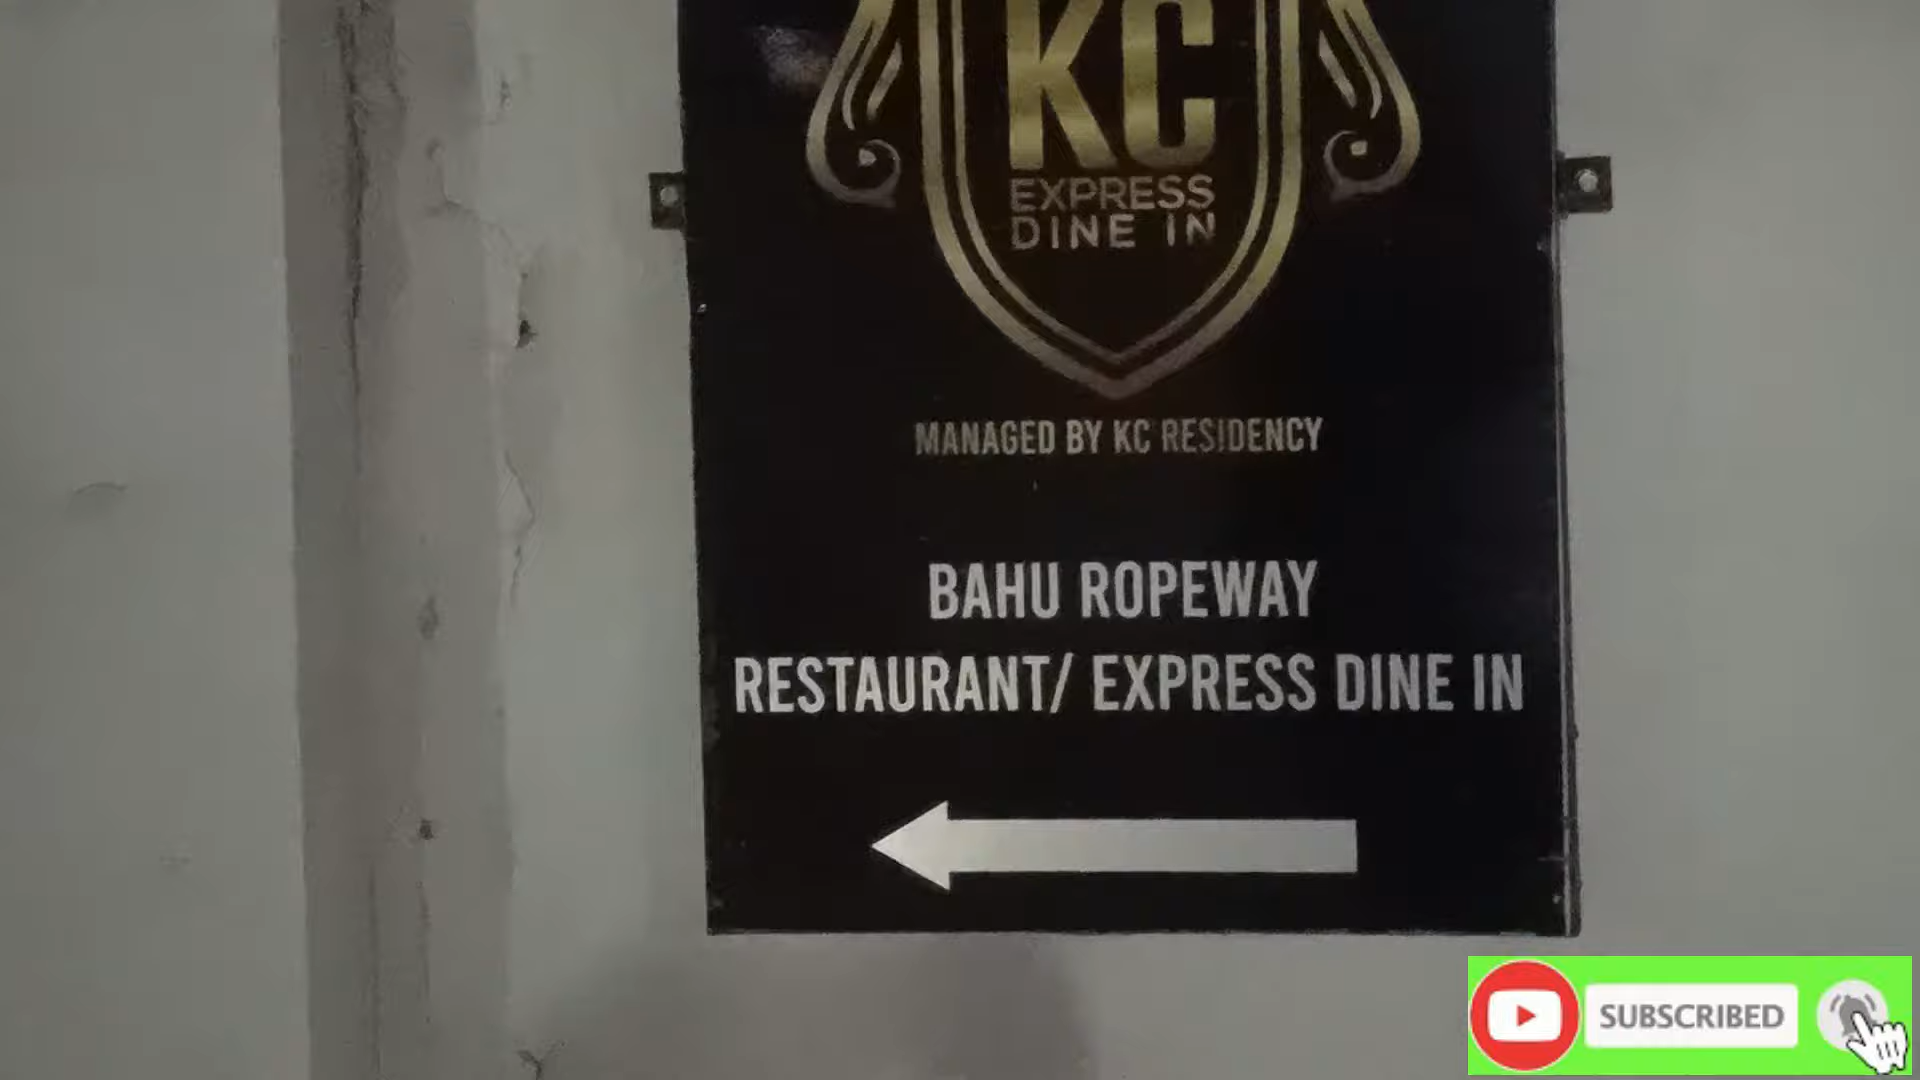 KC
EXPRESS
DINE IN
MANAGED BY KC RESIDENCY
BAHU ROPEWAY
RESTAURANT/ EXPRESS DINE IN
SUBSCRIBED